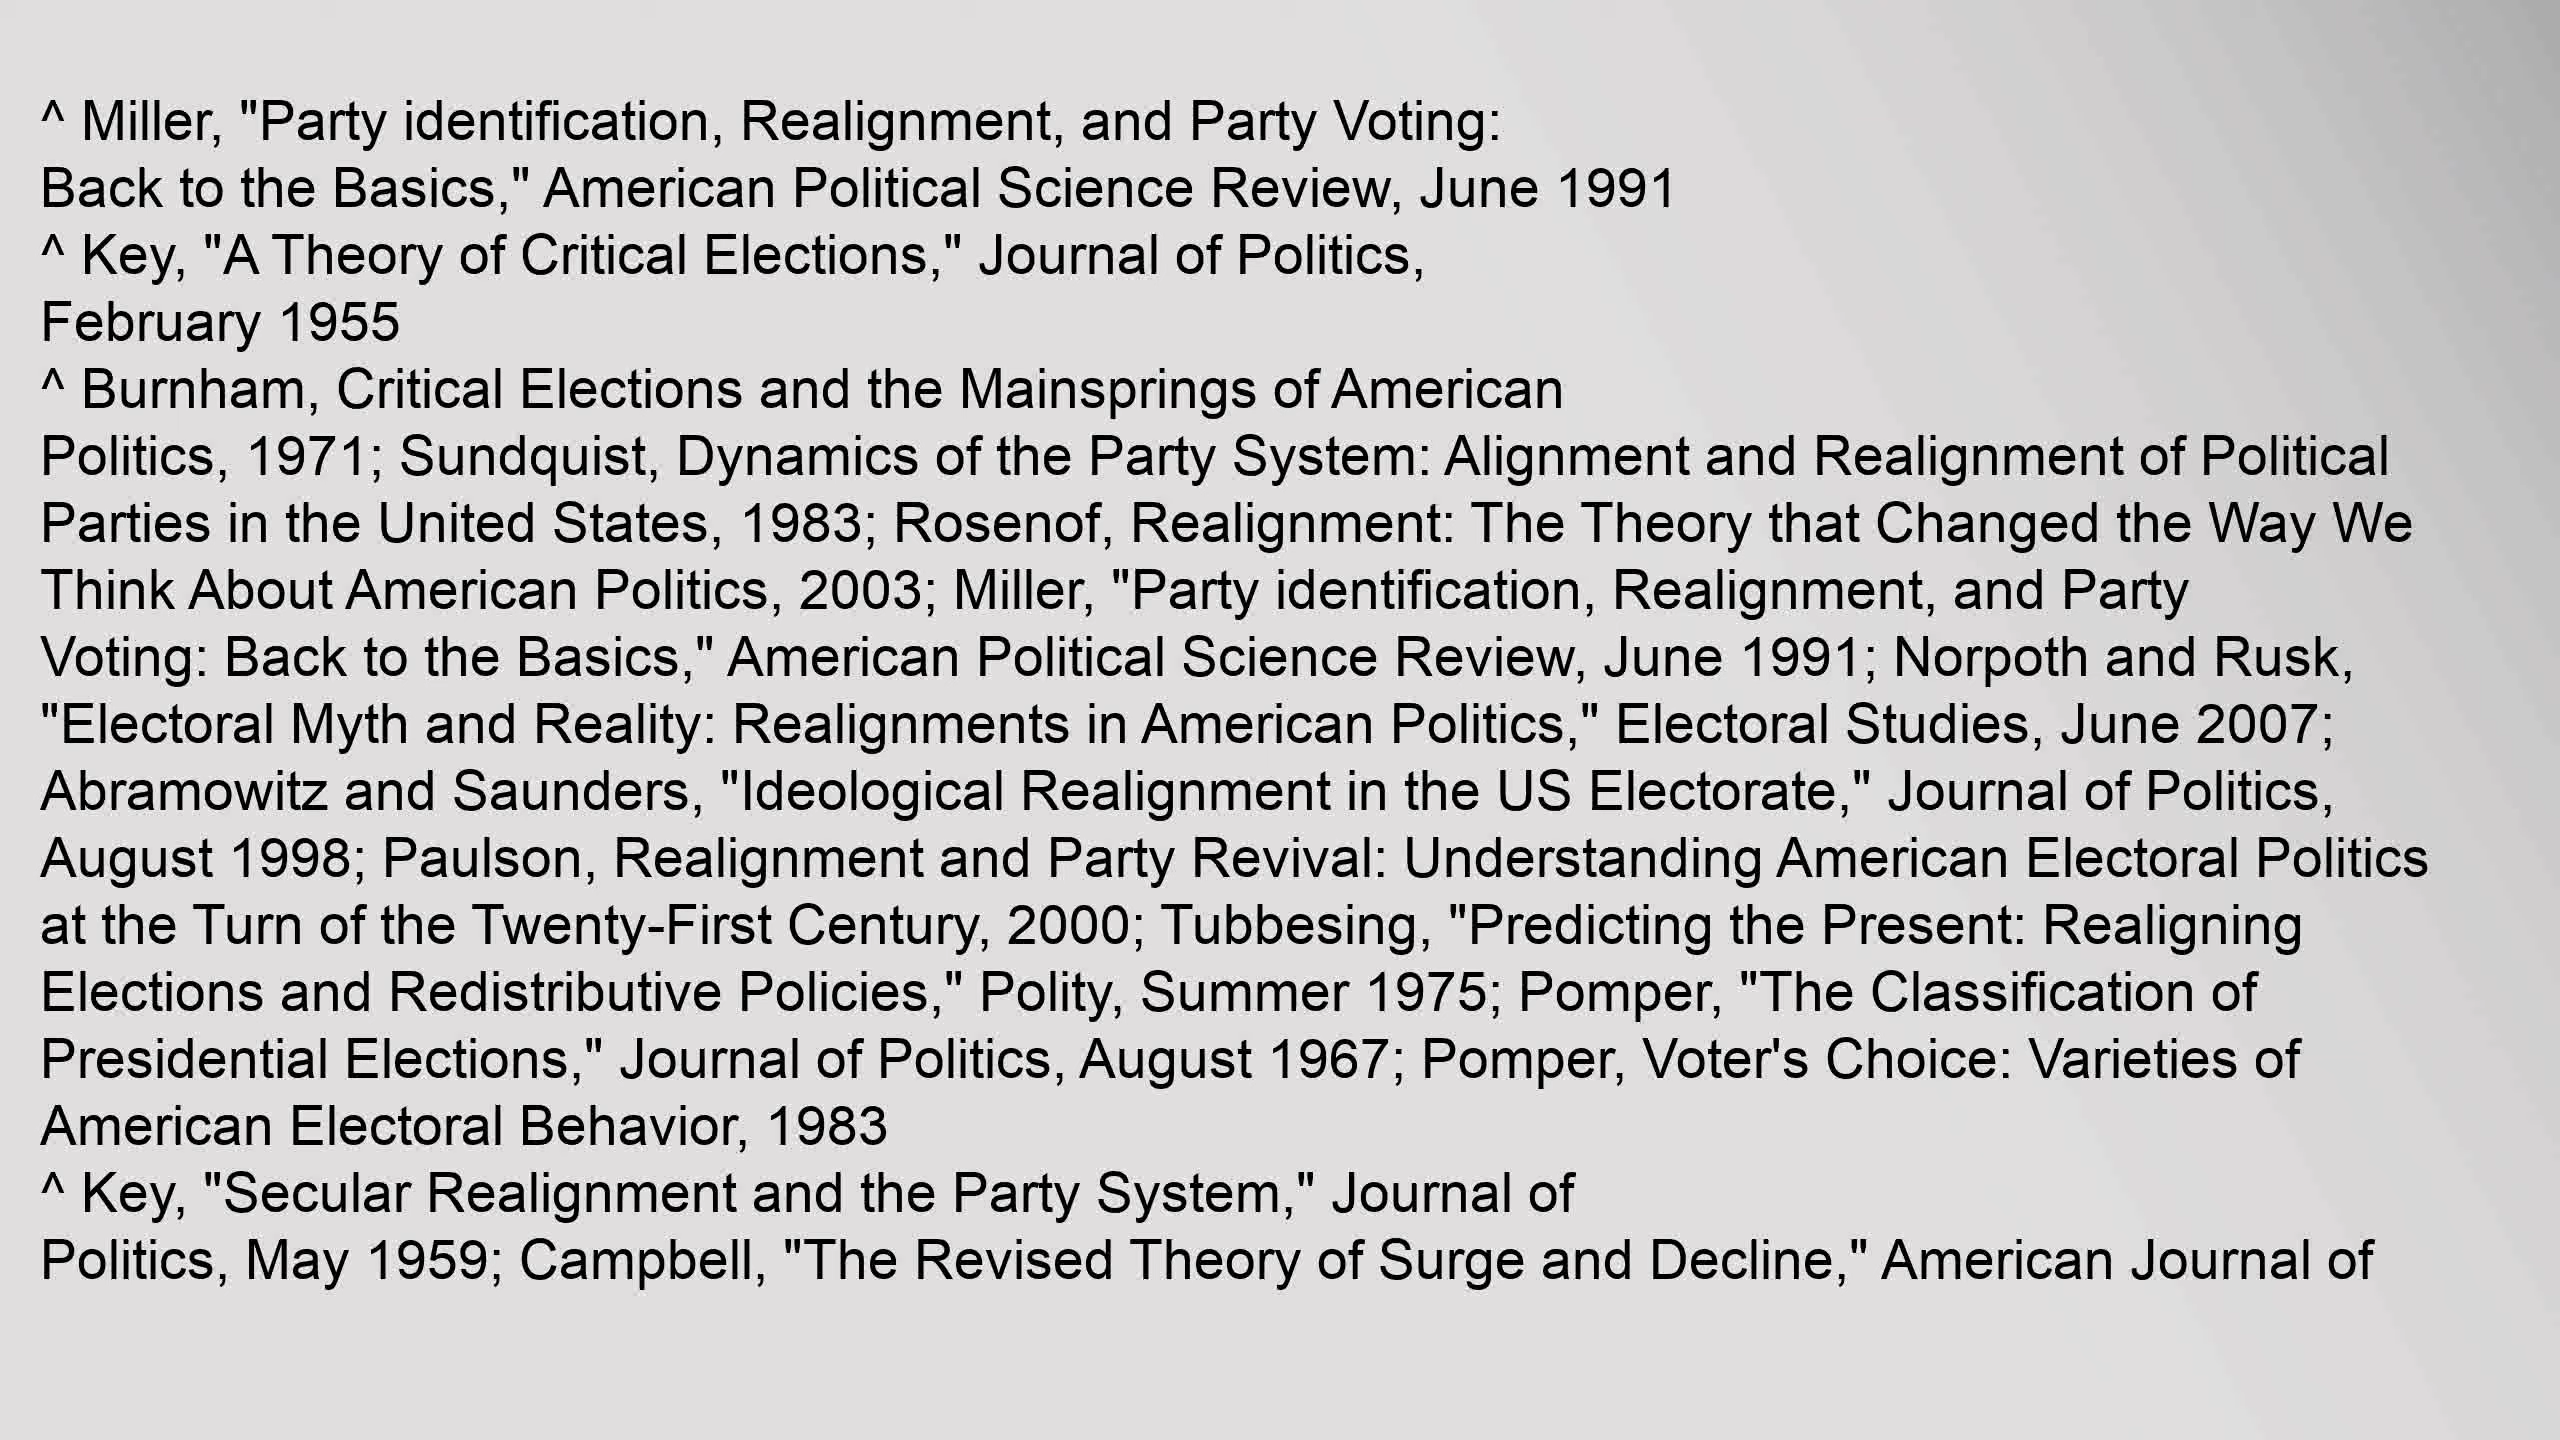 ^ Miller, "Party identification, Realignment, and Party Voting:
Back to the Basics," American Political Science Review, June 1991
^ Key, "A Theory of Critical Elections," Journal of Politics,
February 1955
^ Burnham, Critical Elections and the Mainsprings of American
Politics, 1971; Sundquist, Dynamics of the Party System: Alignment and Realignment of Political
Parties in the United States, 1983; Rosenof, Realignment: The Theory that Changed the Way We
Think About American Politics, 2003; Miller, "Party identification, Realignment, and Party
Voting: Back to the Basics," American Political Science Review, June 1991; Norpoth and Rusk,
"Electoral Myth and Reality: Realignments in American Politics," Electoral Studies, June 2007;
Abramowitz and Saunders, "Ideological Realignment in the US Electorate," Journal of Politics,
August 1998; Paulson, Realignment and Party Revival: Understanding American Electoral Politics
at the Turn of the Twenty-First Century, 2000; Tubbesing, "Predicting the Present: Realigning
Elections and Redistributive Policies," Polity, Summer 1975; Pomper, "The Classification of
Presidential Elections," Journal of Politics, August 1967; Pomper, Voter's Choice: Varieties of
American Electoral Behavior, 1983
^ Key, "Secular Realignment and the Party System," Journal of
Politics, May 1959; Campbell, "The Revised Theory of Surge and Decline," American Journal of